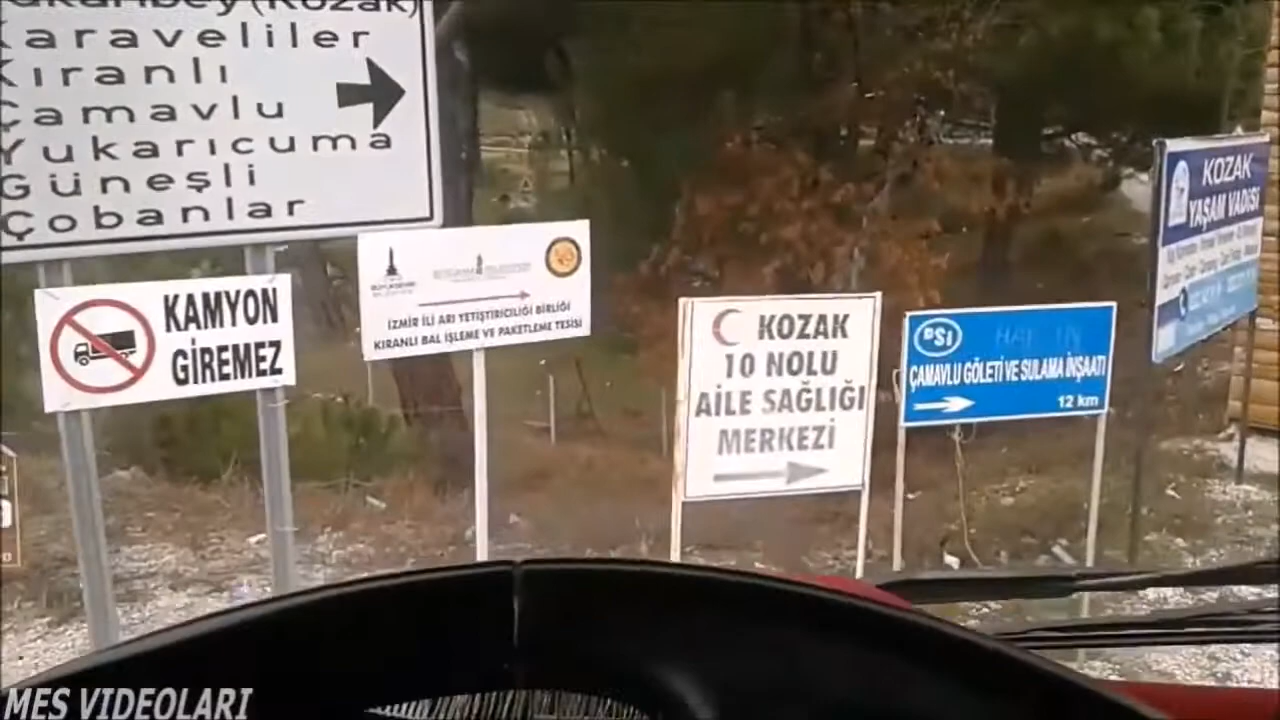 (Kozak)
Karaveliler
Kıranlı
Çamavlu
Yukarıcuma
Güneşli
Çobanlar
KAMYON
GİREMEZ
İZMİR İLİ ARI YETİŞTİRİCİLİĞİ BİRLİĞİ
KIRANLI BAL İŞLEME VE PAKETLEME TESİSİ
KOZAK
10 NOLU
AİLE SAĞLIĞI
MERKEZİ
DSİ
ÇAMAVLU GÖLETİ VE SULAMA İNŞAATI
12 km
KOZAK
YAŞAM VADİSİ
MES VIDEOLARI